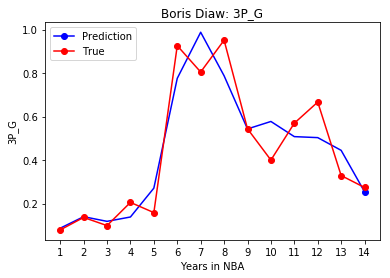 Boris Diaw: 3P_G
Prediction
True
1.0
0.8
0.6
0.4
0.2
3P_G
1 2 3 4 5 6 7 8 9 10 11 12 13 14
Years in NBA